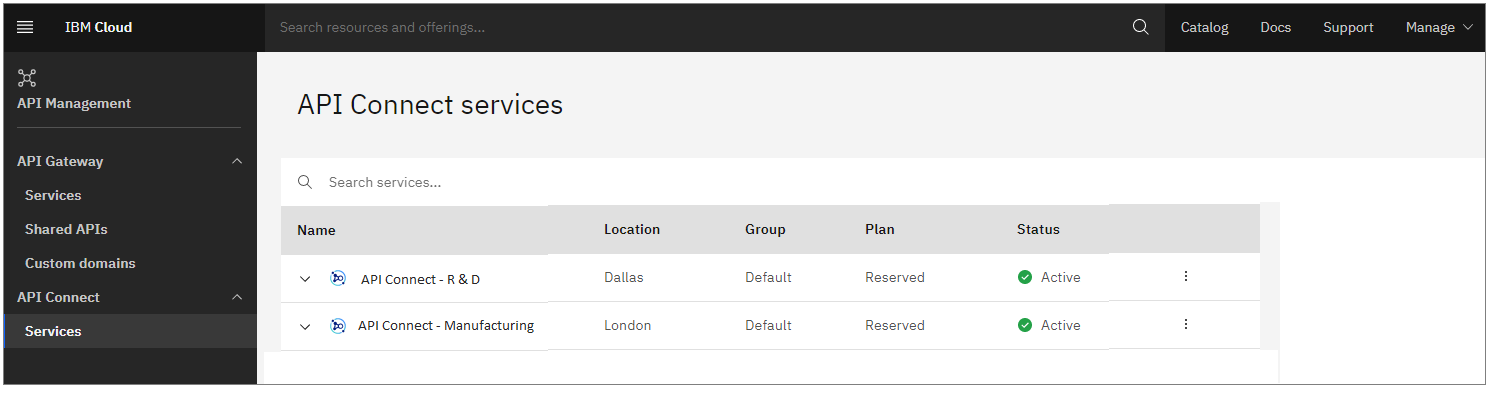 IBM Cloud
Search resources and offerings...
Catalog
Docs
Support
Manage
API Management
API Gateway
Services
Shared APIs
Custom domains
API Connect
Services
API Connect services
Search services...
Name Location Group Plan Status
API Connect - R & D Dallas Default Reserved Active
API Connect - Manufacturing London Default Reserved Active